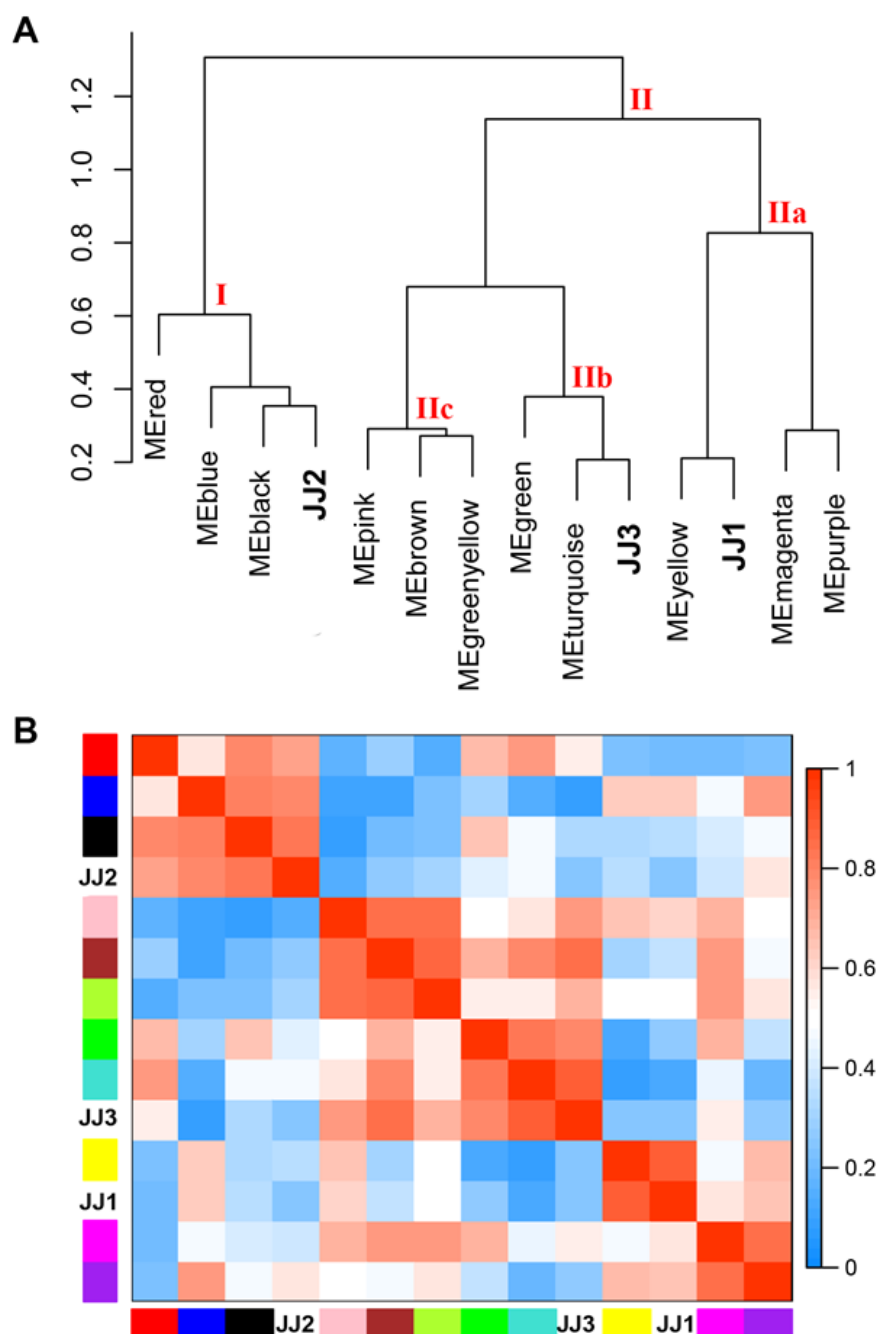 A
1.2
1.0
0.8
0.6
0.4
0.2
II
IIa
I
IIb
IIc
MEred
MEblue
MEblack
JJ2
MEpink
MEbrown
MEgreenyellow
MEgreen
MEturquoise
JJ3
MEyellow
JJ1
MEmagenta
MEpurple
B
JJ2
JJ3
JJ1
1
0.8
0.6
0.4
0.2
0
JJ2 JJ3 JJ1